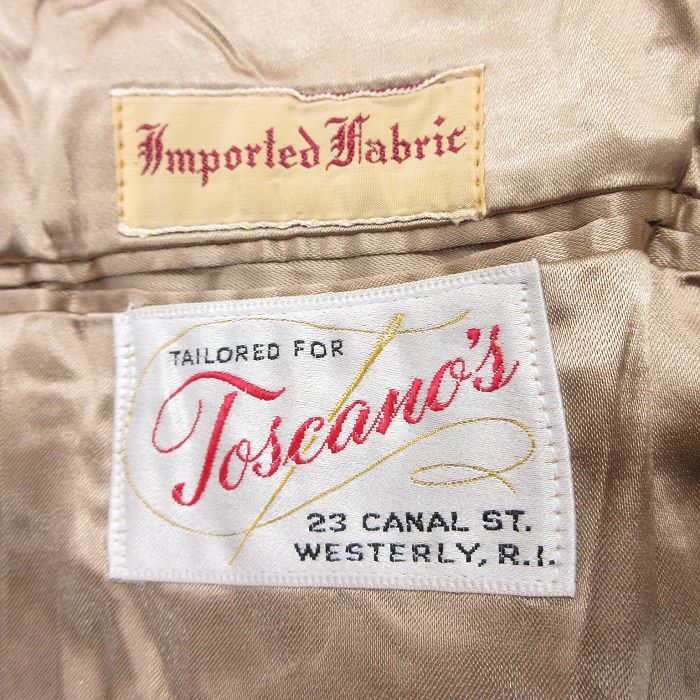 Imported Fabric
TAILORED FOR
Toscano's
23 CANAL ST.
WESTERLY, R.I.